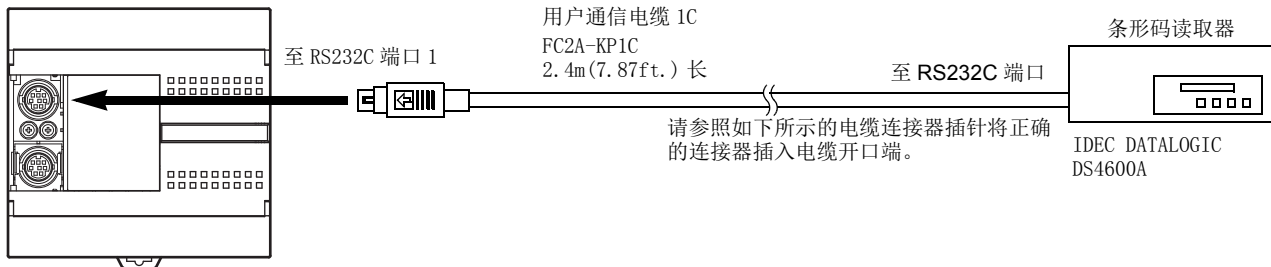 用户通信电缆 1C
FC2A-KP1C
2.4m(7.87ft.) 长
至 RS232C 端口 1
至 RS232C 端口
条形码读取器
请参照如下所示的电缆连接器插针将正确
的连接器插入电缆开口端。
IDEC DATALOGIC
DS4600A